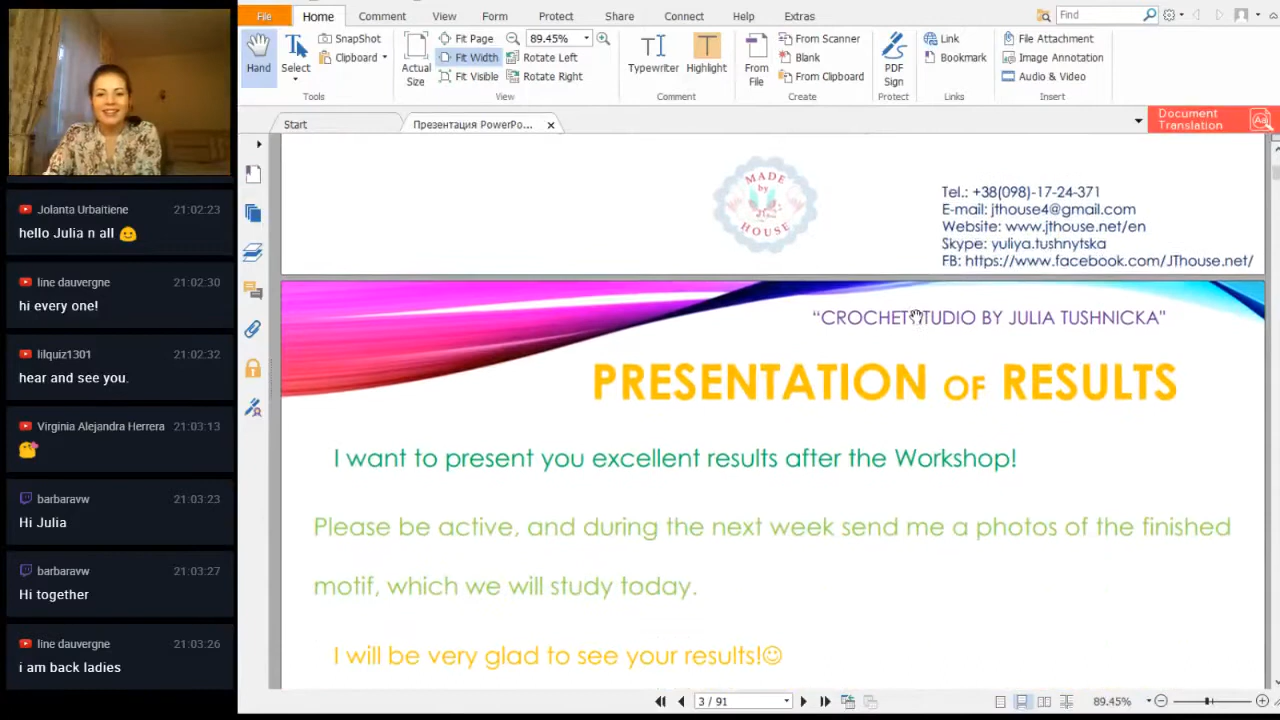 File
Home
Comment
View
Form
Protect
Share
Connect
Help
Extras
Find
Hand
Select
SnapShot
Clipboard
Actual
Size
Fit Page
Fit Width
Fit Visible
89.45%
Rotate Left
Rotate Right
Typewriter
Highlight
From
File
From Scanner
Blank
From Clipboard
PDF
Sign
Link
Bookmark
File Attachment
Image Annotation
Audio & Video
Tools
View
Comment
Create
Protect
Links
Insert
Start
Презентация PowerPo...
Document
Translation
Jolanta Urbaitiene 21:02:23
hello Julia n all
line dauvergne 21:02:30
hi every one!
lilquiz1301 21:02:32
hear and see you.
Virginia Alejandra Herrera 21:03:13
barbaravw 21:03:23
Hi Julia
barbaravw 21:03:27
Hi together
line dauvergne 21:03:26
i am back ladies
MADE
by
HOUSE
Tel.: +38(098)-17-24-371
E-mail: jthouse4@gmail.com
Website: www.jthouse.net/en
Skype: yuliya.tushnytska
FB: https://www.facebook.com/JThouse.net/
“CROCHET STUDIO BY JULIA TUSHNICKA”
PRESENTATION OF RESULTS
I want to present you excellent results after the Workshop!
Please be active, and during the next week send me a photos of the finished
motif, which we will study today.
I will be very glad to see your results!☺
3 / 91
89.45%